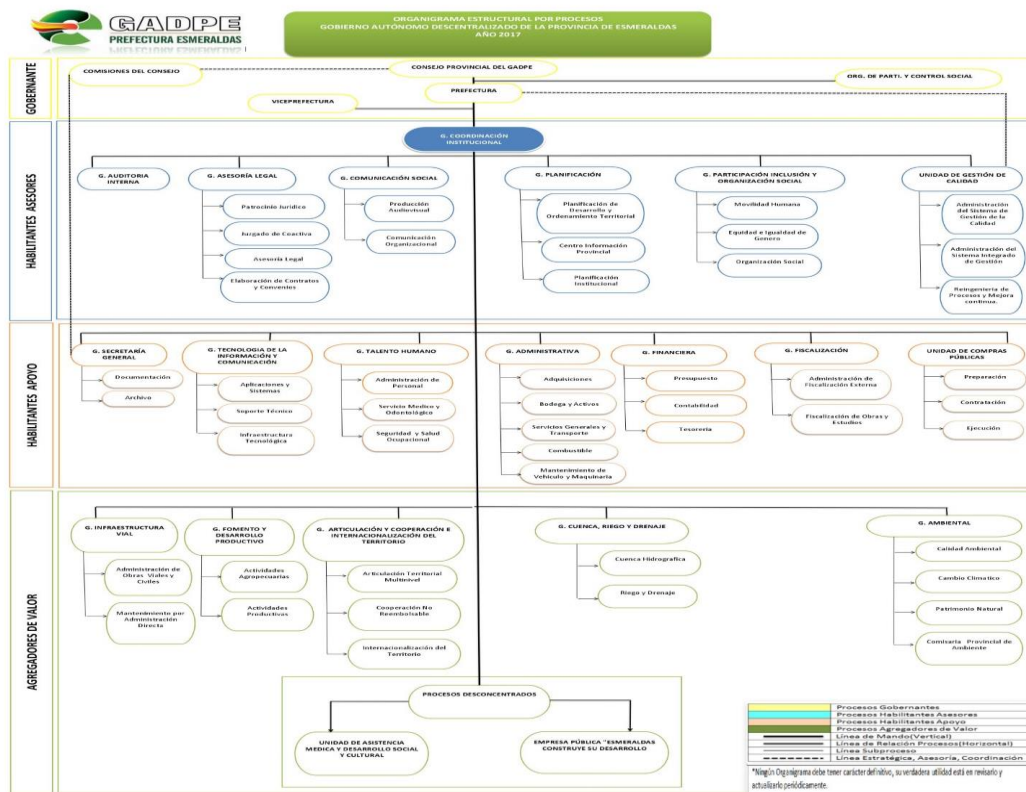 GADPE
PREFECTURA ESMERALDAS
ORGANIGRAMA ESTRUCTURAL POR PROCESOS
GOBIERNO AUTÓNOMO DESCENTRALIZADO DE LA PROVINCIA DE ESMERALDAS
AÑO 2017
GOBERNANTE
COMISIONES DEL CONSEJO
CONSEJO PROVINCIAL DEL GADPE
ORG. DE PARTI. Y CONTROL SOCIAL
PREFECTURA
VICEPREFECTURA
G. COORDINACIÓN
INSTITUCIONAL
HABILITANTES ASESORES
G. AUDITORIA
INTERNA
G. ASESORÍA LEGAL
Patrocinio Jurídico
Jurgado de Coactiva
Asesoría Legal
Elaboración de Contratos
y Convenios
G. COMUNICACIÓN SOCIAL
Producción
Audiovisual
Comunicación
Organizacional
G. PLANIFICACIÓN
Planificación de
Desarrollo y
Ordenamiento Territorial
Centro Información
Provincial
Planificación
Institucional
G. PARTICIPACIÓN INCLUSIÓN Y
ORGANIZACIÓN SOCIAL
Movilidad Humana
Equidad e Igualdad de
Genero
Organización Social
UNIDAD DE GESTIÓN DE
CALIDAD
Administración
del Sistema de
Gestión de la
Calidad
Administración del
Sistema Integrado
de Gestión
Reingeniería de
Procesos y Mejora
continua.
HABILITANTES APOYO
G. SECRETARÍA
GENERAL
Documentación
Archivo
G. TECNOLOGIA DE LA
INFORMACIÓN Y
COMUNICACIÓN
Aplicaciones y
Sistemas
Soporte Técnico
Infraestructura
Tecnológica
G. TALENTO HUMANO
Administración de
Personal
Servicio Medico y
Odontológico
Seguridad y Salud
Ocupacional
G. ADMINISTRATIVA
Adquisiciones
Bodega y Activos
Servicios Generales y
Transporte
Combustible
Mantenimiento de
Vehiculo y Maquinaria
G. FINANCIERA
Presupuesto
Contabilidad
Tesorería
G. FISCALIZACIÓN
Administración de
Fiscalización Externa
Fiscalización de Obras y
Estudios
UNIDAD DE COMPRAS
PÚBLICAS
Preparación
Contratación
Ejecución
AGREGADORES DE VALOR
G. INFRAESTRUCTURA
VIAL
Administración de
Obras Viales y
Civiles
Mantenimiento por
Administración
Directa
G. FOMENTO Y
DESARROLLO
PRODUCTIVO
Actividades
Agropecuarias
Actividades
Productivas
G. ARTICULACIÓN Y COOPERACIÓN E
INTERNACIONALIZACIÓN DEL
TERRITORIO
Articulación Territorial
Multinivel
Cooperación No
Reembolsable
Internacionalización del
Territorio
G. CUENCA, RIEGO Y DRENAJE
Cuenca Hidrografica
Riego y Drenaje
G. AMBIENTAL
Calidad Ambiental
Cambio Climatico
Patrimonio Natural
Comisaria Provincial de
Ambiente
PROCESOS DESCONCENTRADOS
UNIDAD DE ASISTENCIA
MEDICA Y DESARROLLO SOCIAL
Y CULTURAL
EMPRESA PÚBLICA "ESMERALDAS
CONSTRUYE SU DESARROLLO
Procesos Gobernantes
Procesos Habilitantes Asesores
Procesos Habilitantes Apoyo
Procesos Agregadores de Valor
Línea de Mando(Vertical)
Línea de Relación Procesos(Horizontal)
Línea Subproceso
Línea Estratégica, Asesoría, Coordinación
*Ningún Organigrama debe tener carácter definitivo, su verdadera utilidad está en revisarlo y
actualizarlo periódicamente.